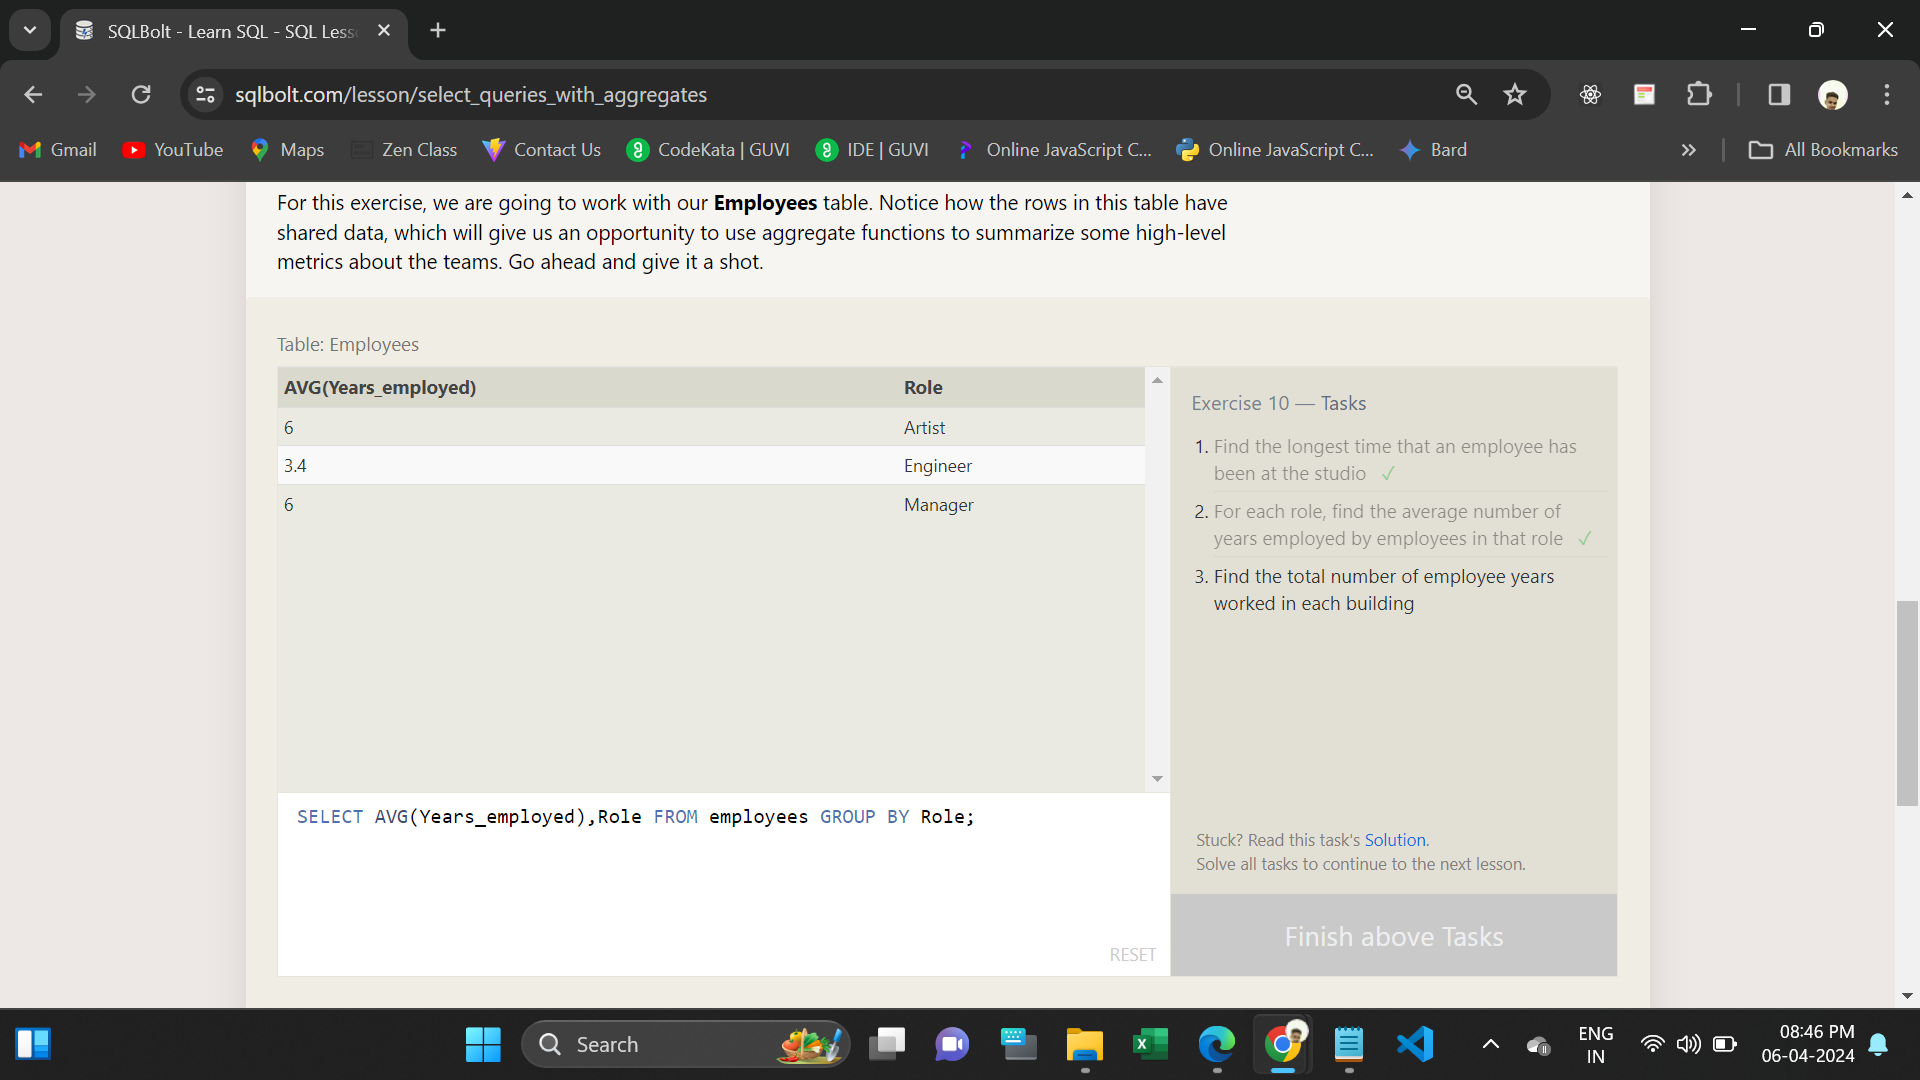 SQLBolt - Learn SQL - SQL Less
sqlbolt.com/lesson/select_queries_with_aggregates
Gmail YouTube Maps Zen Class Contact Us CodeKata | GUVI IDE | GUVI Online JavaScript C... Online JavaScript C... Bard » All Bookmarks
For this exercise, we are going to work with our Employees table. Notice how the rows in this table have
shared data, which will give us an opportunity to use aggregate functions to summarize some high-level
metrics about the teams. Go ahead and give it a shot.
Table: Employees
AVG(Years_employed) Role
6 Artist
3.4 Engineer
6 Manager
SELECT AVG(Years_employed),Role FROM employees GROUP BY Role;
RESET
Exercise 10 — Tasks
1. Find the longest time that an employee has
been at the studio ✓
2. For each role, find the average number of
years employed by employees in that role ✓
3. Find the total number of employee years
worked in each building
Stuck? Read this task's Solution.
Solve all tasks to continue to the next lesson.
Finish above Tasks
Search
ENG
IN
08:46 PM
06-04-2024